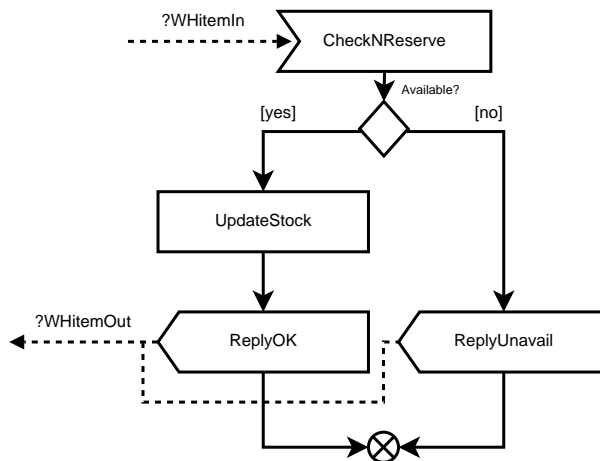 ?WHitemIn
CheckNReserve
Available?
[yes]
[no]
UpdateStock
?WHitemOut
ReplyOK
ReplyUnavail